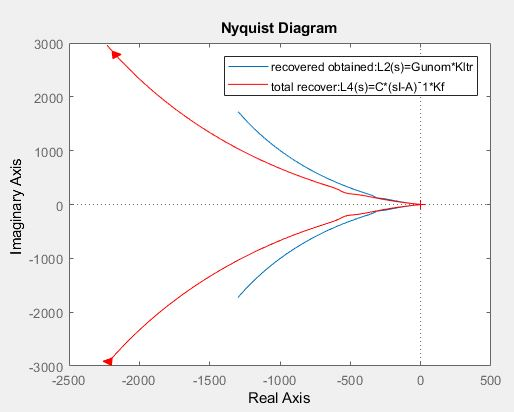 Nyquist Diagram
3000
2000
1000
0
-1000
-2000
-3000
Imaginary Axis
recovered obtained:L2(s)=Gunom*Kltr
total recover:L4(s)=C*(sI-A)^-1*Kf
-2500 -2000 -1500 -1000 -500 0 500
Real Axis